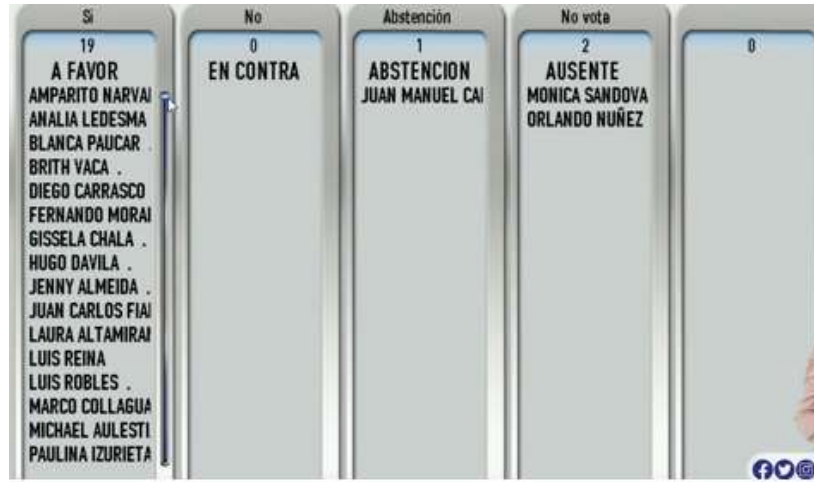 Si
No
Abstención
No vota
19
0
1
2
0
A FAVOR
EN CONTRA
ABSTENCION
AUSENTE
AMPARITO NARVAI
ANALIA LEDESMA
BLANCA PAUCAR .
BRITH VACA .
DIEGO CARRASCO
FERNANDO MORAI
GISSELA CHALA .
HUGO DAVILA .
JENNY ALMEIDA .
JUAN CARLOS FIAI
LAURA ALTAMIRAI
LUIS REINA
LUIS ROBLES .
MARCO COLLAGUA
MICHAEL AULESTI
PAULINA IZURIETA
JUAN MANUEL CAI
MONICA SANDOVA
ORLANDO NUÑEZ